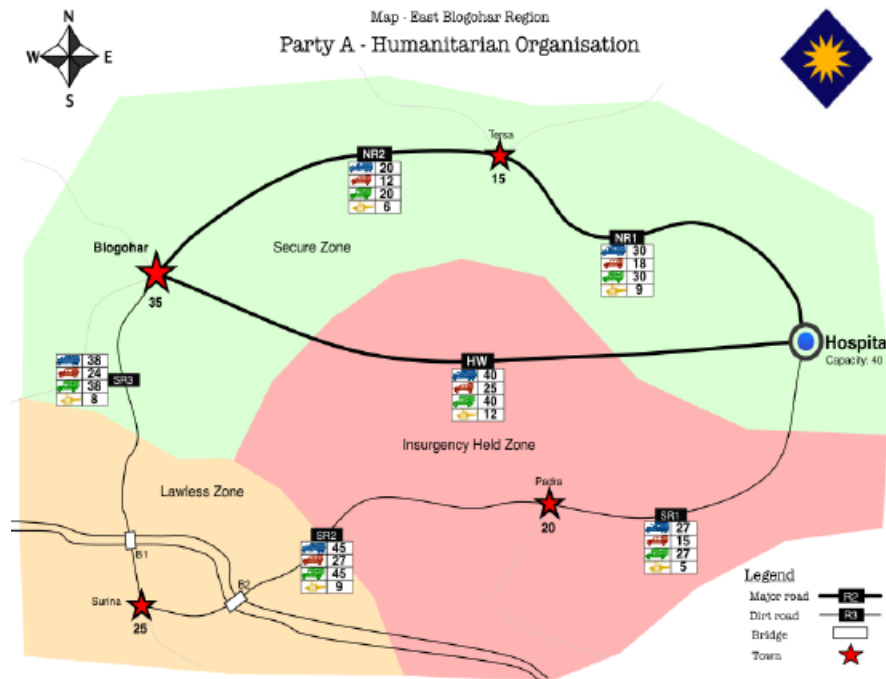 Map - East Blogohar Region
Party A - Humanitarian Organisation
N
W
E
S
Tersa
15
NR2
20
12
20
6
Blogohar
35
Secure Zone
NR1
30
18
30
9
Hospita
Capacity: 40
HW
40
25
40
12
38
24
38
8
SR3
Insurgency Held Zone
Lawless Zone
Padra
20
SR1
27
15
27
5
SR2
45
27
45
9
B1
B2
Surina
25
Legend
Major road
R2
Dirt road
R3
Bridge
Town